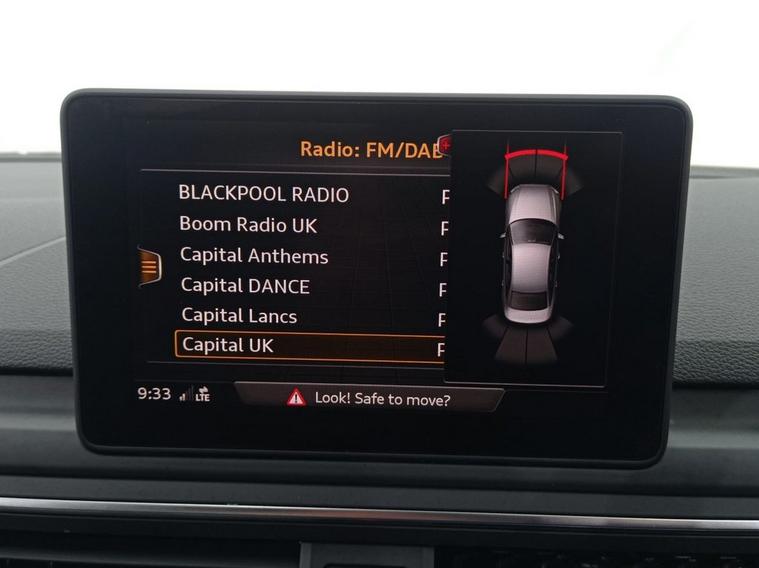 Radio: FM/DAB
BLACKPOOL RADIO
Boom Radio UK
Capital Anthems
Capital DANCE
Capital Lancs
Capital UK
9:33 LTE Look! Safe to move?